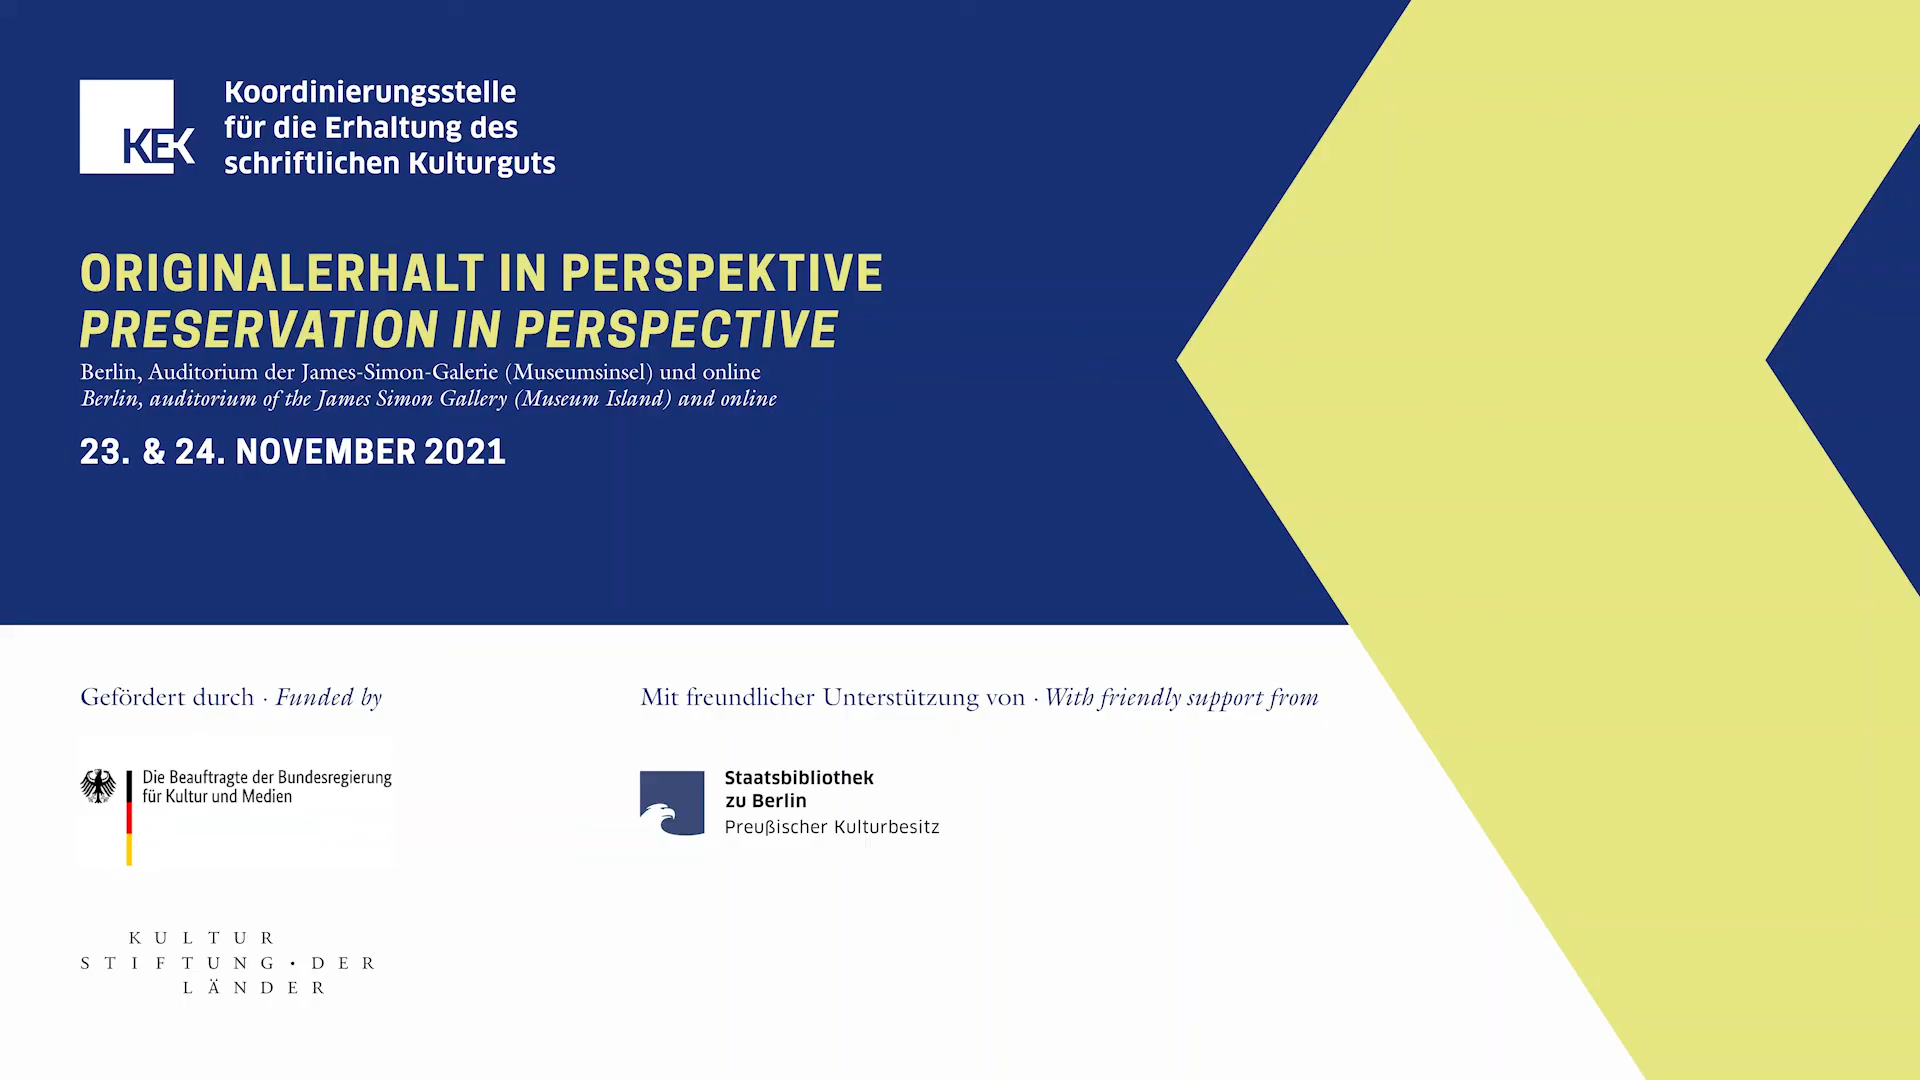 KEK
Koordinierungsstelle
für die Erhaltung des
schriftlichen Kulturguts
ORIGINALERHALT IN PERSPEKTIVE
PRESERVATION IN PERSPECTIVE
Berlin, Auditorium der James-Simon-Galerie (Museumsinsel) und online
Berlin, auditorium of the James Simon Gallery (Museum Island) and online
23. & 24. NOVEMBER 2021
Gefördert durch · Funded by
Die Beauftragte der Bundesregierung
für Kultur und Medien
KULTUR
STIFTUNG · DER
LÄNDER
Mit freundlicher Unterstützung von · With friendly support from
Staatsbibliothek
zu Berlin
Preußischer Kulturbesitz